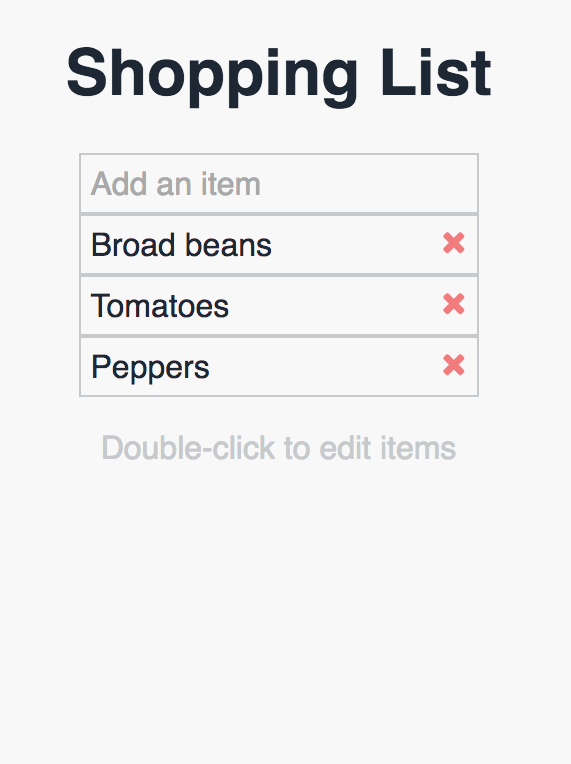 Shopping List
Add an item
Broad beans
Tomatoes
Peppers
Double-click to edit items